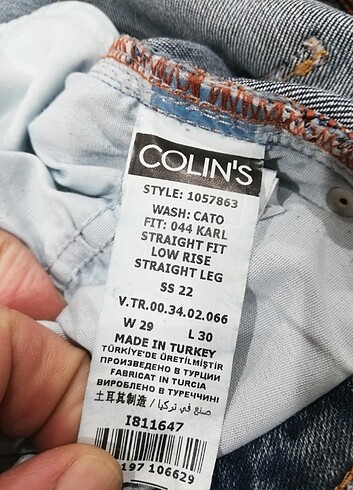 COLIN'S
STYLE: 1057863
WASH: CATO
FIT: 044 KARL
STRAIGHT FIT
LOW RISE
STRAIGHT LEG
SS 22
V.TR.00.34.02.066
W 29 L 30
MADE IN TURKEY
TÜRKİYE'DE ÜRETİLMİŞTİR
ПРОИЗВЕДЕНО В ТУРЦИИ
FABRICAT IN TURCIA
ВИРОБЛЕНО В ТУРЕЧЧИНІ
土耳其制造 / صنع في تركيا
I811647
197 106629